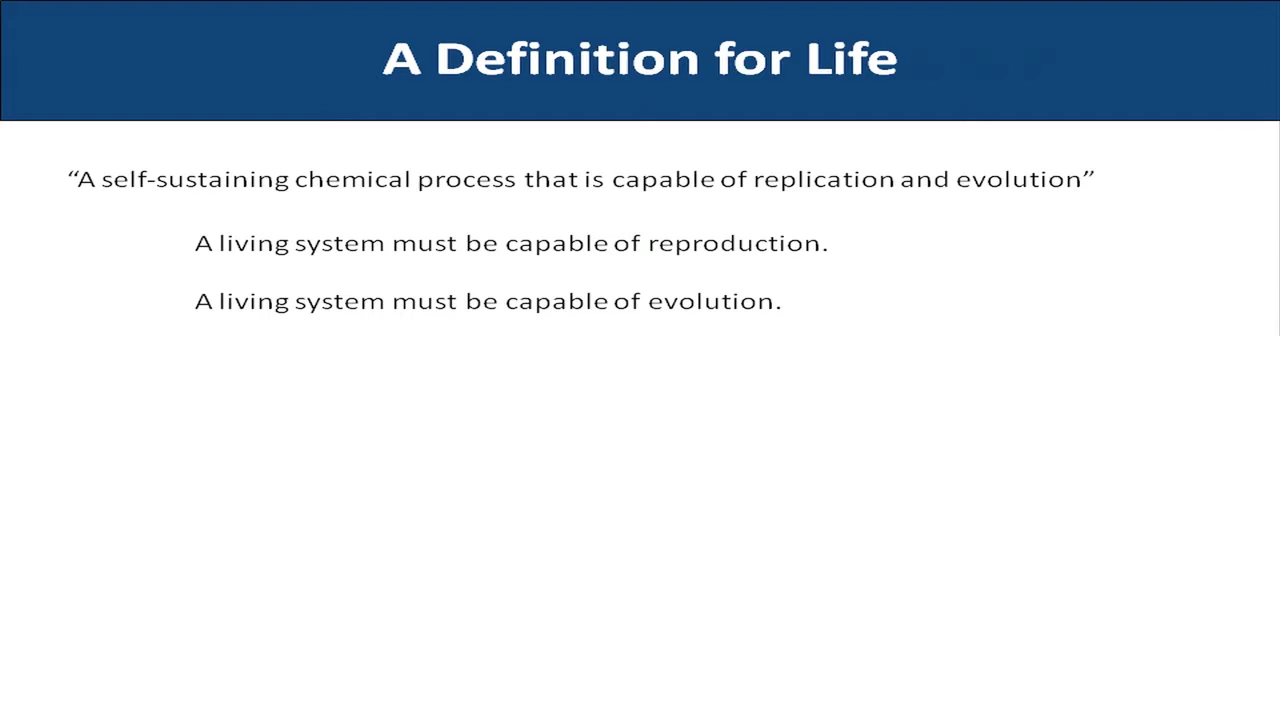 A Definition for Life
“A self-sustaining chemical process that is capable of replication and evolution”
A living system must be capable of reproduction.
A living system must be capable of evolution.